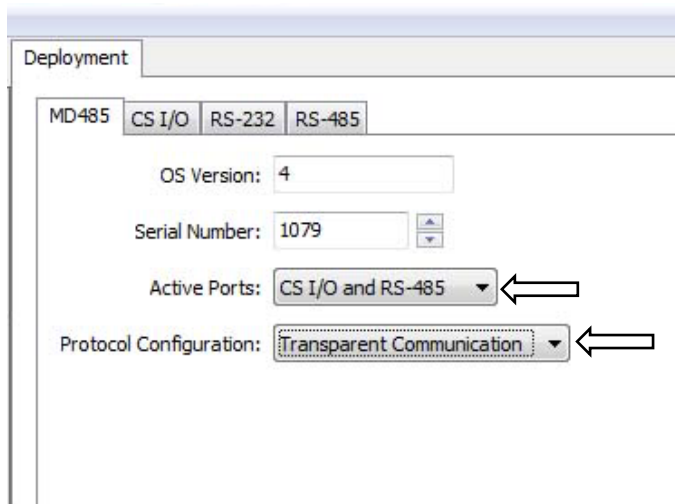 Deployment
MD485 CS I/O RS-232 RS-485
OS Version: 4
Serial Number: 1079
Active Ports: CS I/O and RS-485
Protocol Configuration: Transparent Communication